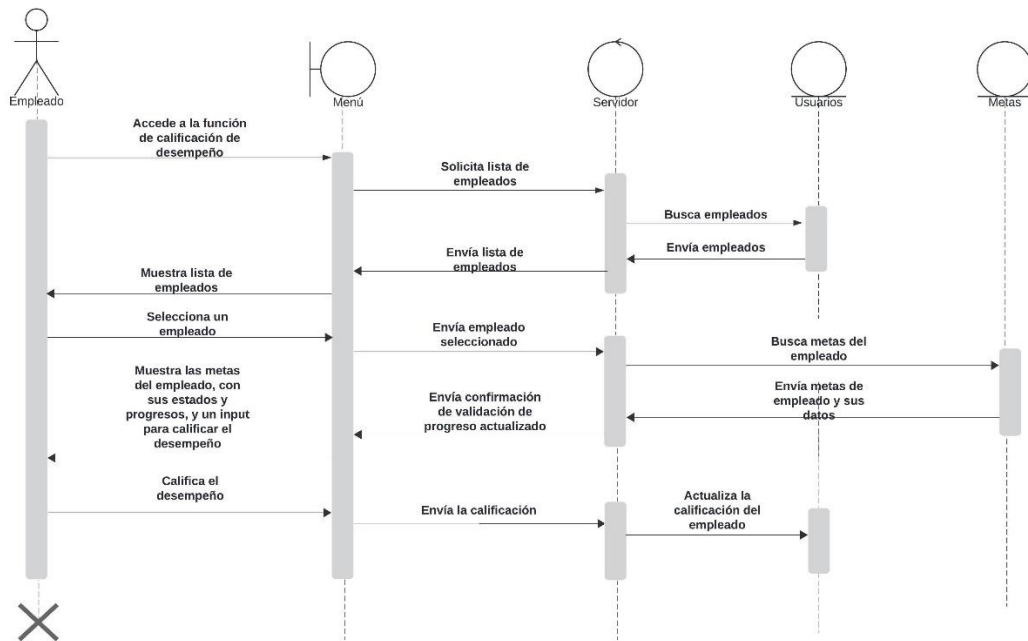 Empleado
Menú
Servidor
Usuarios
Metas
Accede a la función
de calificación de
desempeño
Solicita lista de
empleados
Busca empleados
Envía empleados
Envía lista de
empleados
Muestra lista de
empleados
Selecciona un
empleado
Envía empleado
seleccionado
Busca metas del
empleado
Muestra las metas
del empleado, con
sus estados y
progresos, y un input
para calificar el
desempeño
Envía metas de
empleado y sus
datos
Envía confirmación
de validación de
progreso actualizado
Califica el
desempeño
Envía la calificación
Actualiza la
calificación del
empleado